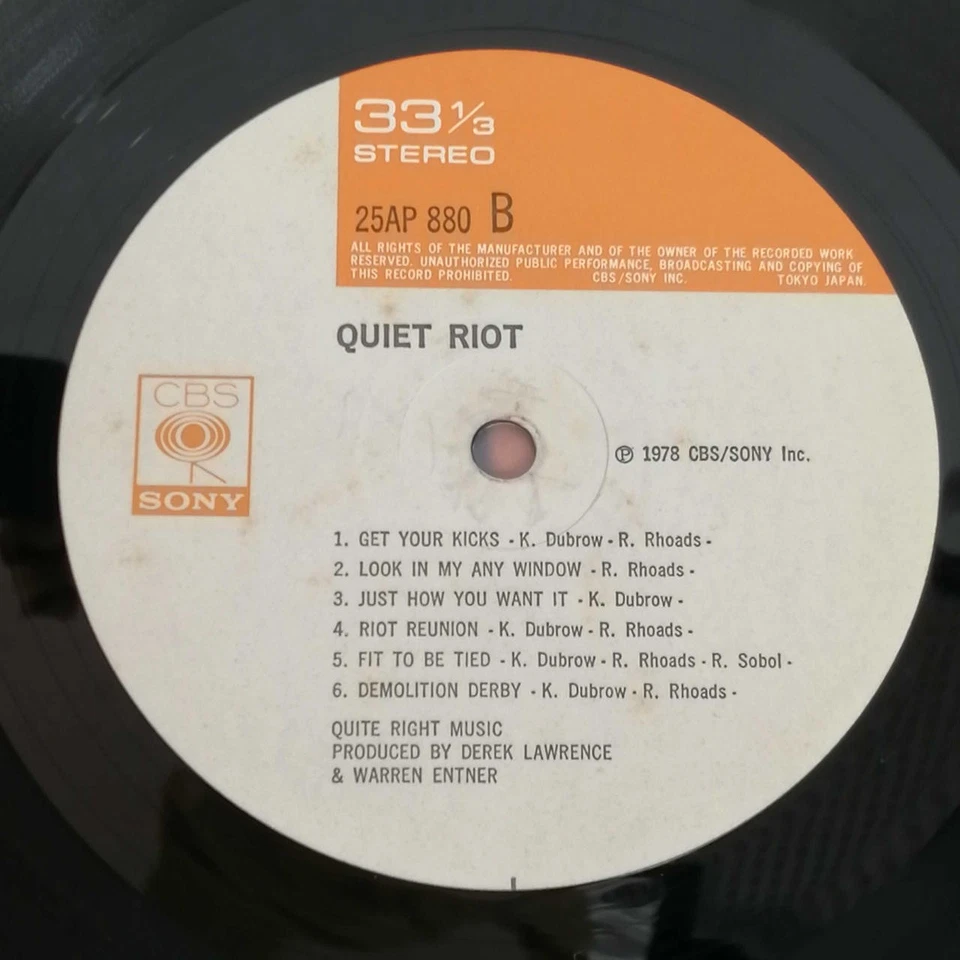 33 1/3
STEREO
25AP 880 B
ALL RIGHTS OF THE MANUFACTURER AND OF THE OWNER OF THE RECORDED WORK
RESERVED. UNAUTHORIZED PUBLIC PERFORMANCE, BROADCASTING AND COPYING OF
THIS RECORD PROHIBITED. CBS/SONY INC. TOKYO JAPAN.
QUIET RIOT
CBS
SONY
℗ 1978 CBS/SONY Inc.
1. GET YOUR KICKS - K. Dubrow - R. Rhoads -
2. LOOK IN MY ANY WINDOW - R. Rhoads -
3. JUST HOW YOU WANT IT - K. Dubrow -
4. RIOT REUNION - K. Dubrow - R. Rhoads -
5. FIT TO BE TIED - K. Dubrow - R. Rhoads - R. Sobol -
6. DEMOLITION DERBY - K. Dubrow - R. Rhoads -
QUITE RIGHT MUSIC
PRODUCED BY DEREK LAWRENCE
& WARREN ENTNER